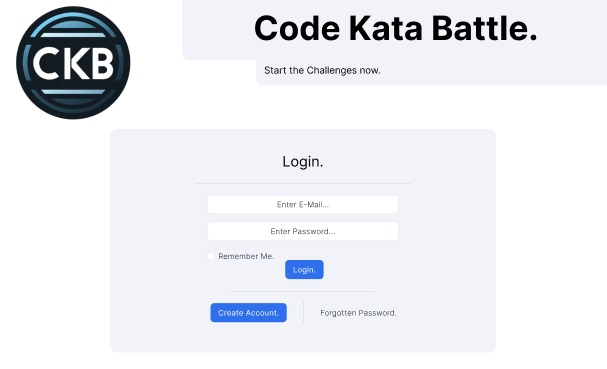 CKB
Code Kata Battle.
Start the Challenges now.
Login.
Enter E-Mail...
Enter Password...
Remember Me.
Login.
Create Account.
Forgotten Password.